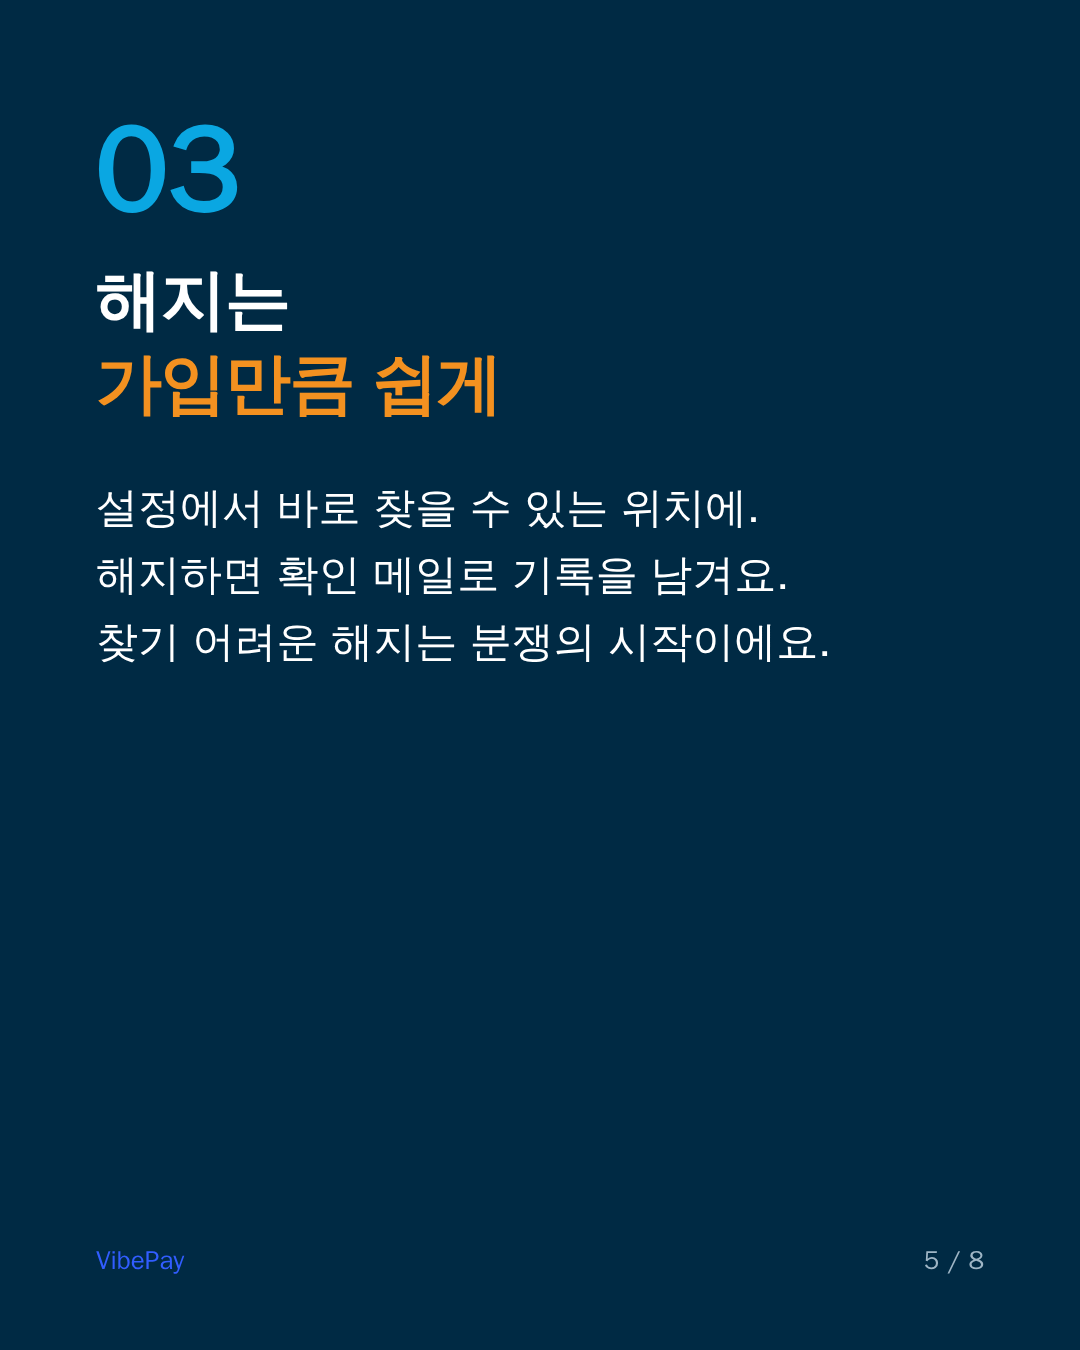 03
해지는
가입만큼 쉽게
설정에서 바로 찾을 수 있는 위치에.
해지하면 확인 메일로 기록을 남겨요.
찾기 어려운 해지는 분쟁의 시작이에요.
VibePay
5 / 8